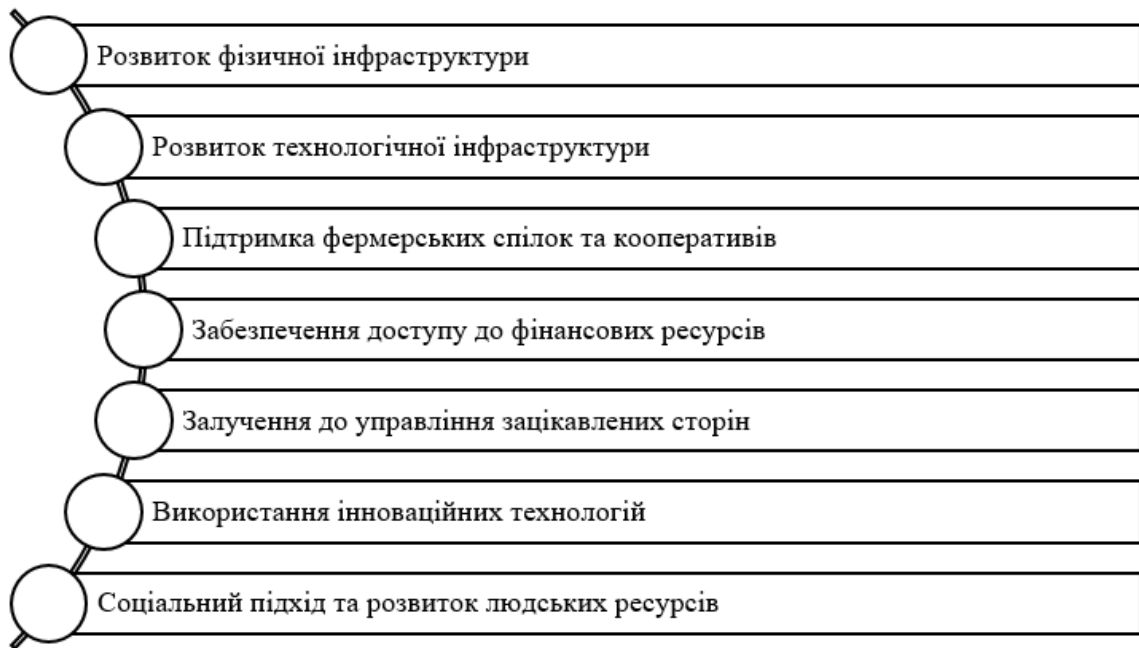 Розвиток фізичної інфраструктури
Розвиток технологічної інфраструктури
Підтримка фермерських спілок та кооперативів
Забезпечення доступу до фінансових ресурсів
Залучення до управління зацікавлених сторін
Використання інноваційних технологій
Соціальний підхід та розвиток людських ресурсів